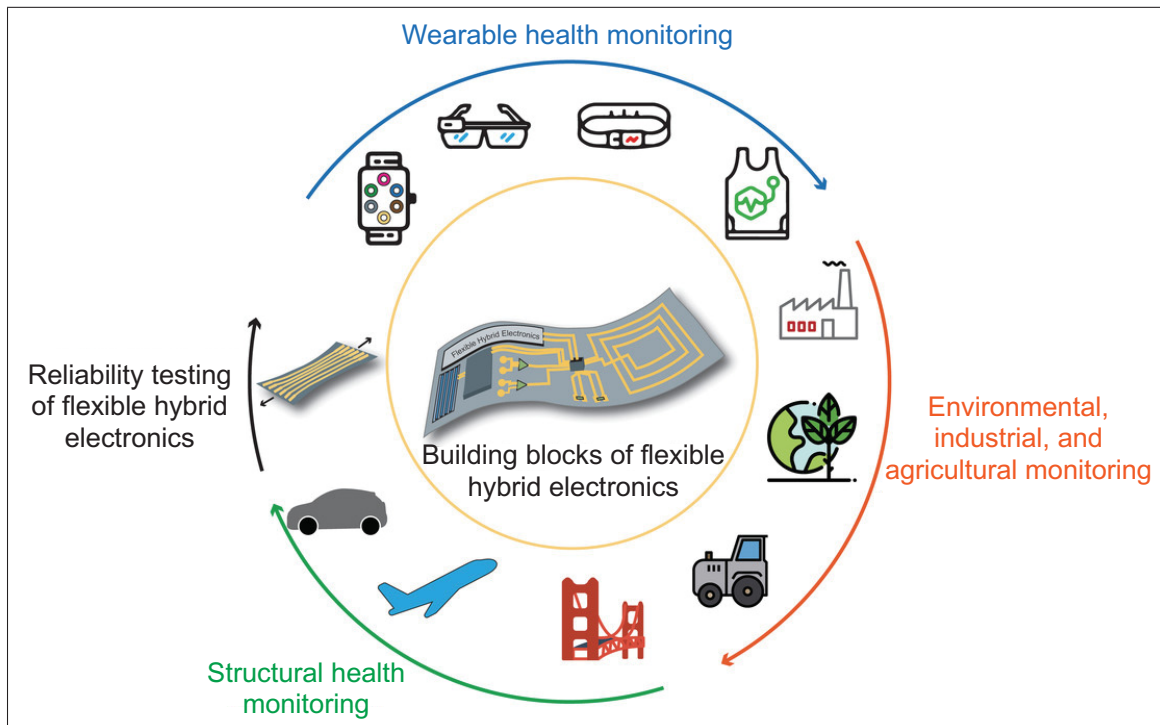 Wearable health monitoring
Flexible Hybrid Electronics
Building blocks of flexible
hybrid electronics
Environmental,
industrial, and
agricultural monitoring
Structural health
monitoring
Reliability testing
of flexible hybrid
electronics